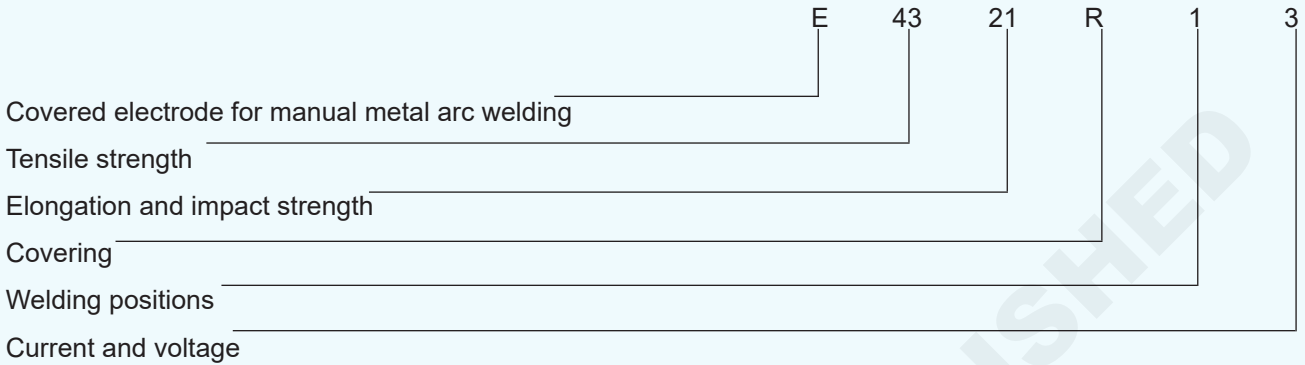 E 43 21 R 1 3
Covered electrode for manual metal arc welding
Tensile strength
Elongation and impact strength
Covering
Welding positions
Current and voltage
ISHED